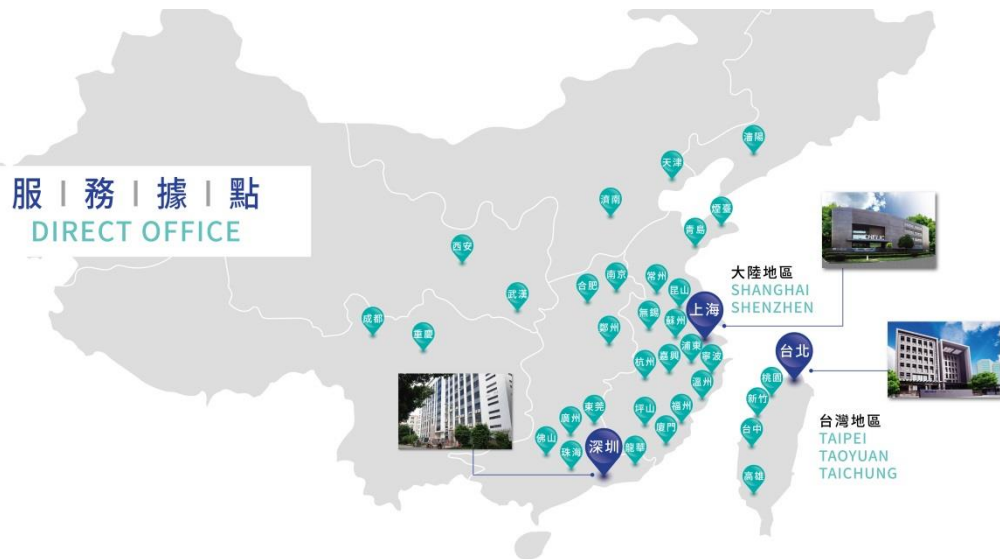 服 | 務 | 據 | 點
DIRECT OFFICE
瀋陽
天津
濟南
煙臺
青島
西安
武漢
合肥
南京
常州
昆山
大陸地區
SHANGHAI
SHENZHEN
上海
無錫
蘇州
鄭州
成都
重慶
杭州
嘉興
浦東
寧波
溫州
台北
桃園
新竹
台中
高雄
台灣地區
TAIPEI
TAOYUAN
TAICHUNG
東莞
廣州
佛山
珠海
深圳
龍華
坪山
福州
廈門